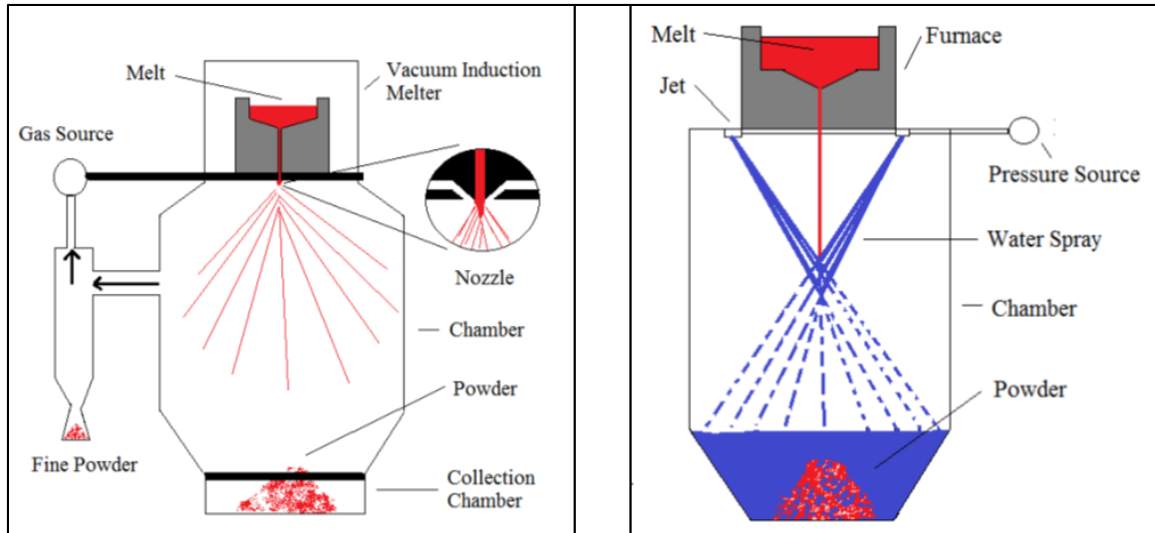 Melt
Vacuum Induction
Melter
Gas Source
Nozzle
Chamber
Powder
Fine Powder
Collection
Chamber
Melt
Furnace
Jet
Pressure Source
Water Spray
Chamber
Powder